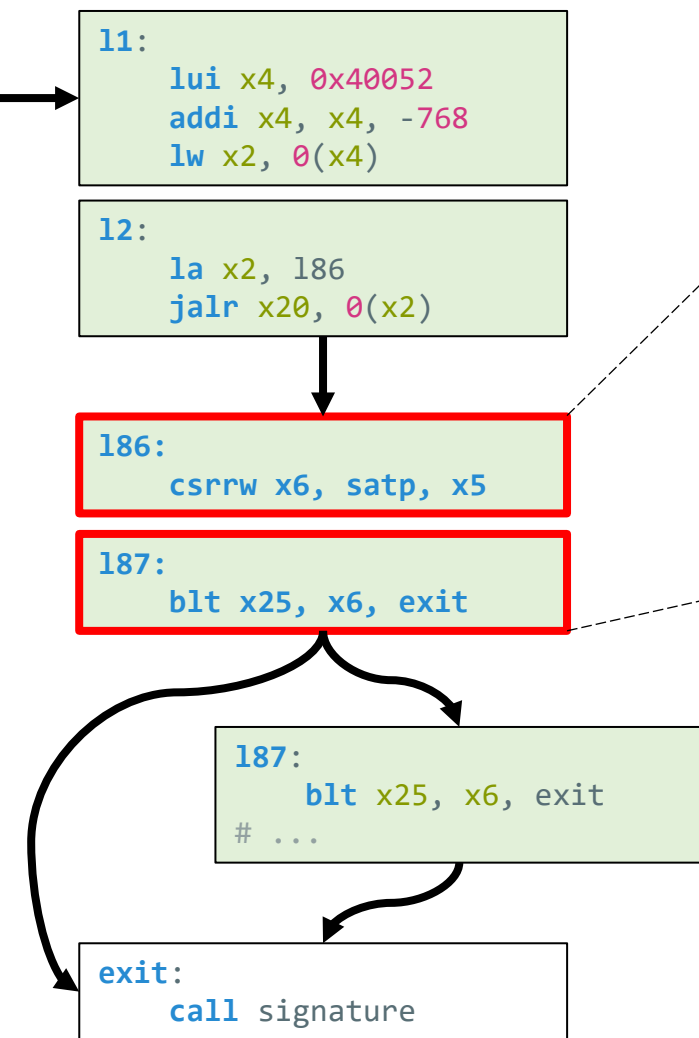 l1:
lui x4, 0x40052
addi x4, x4, -768
lw x2, 0(x4)
l2:
la x2, l86
jalr x20, 0(x2)
l86:
csrrw x6, satp, x5
l87:
blt x25, x6, exit
l87:
blt x25, x6, exit
# ...
exit:
call signature